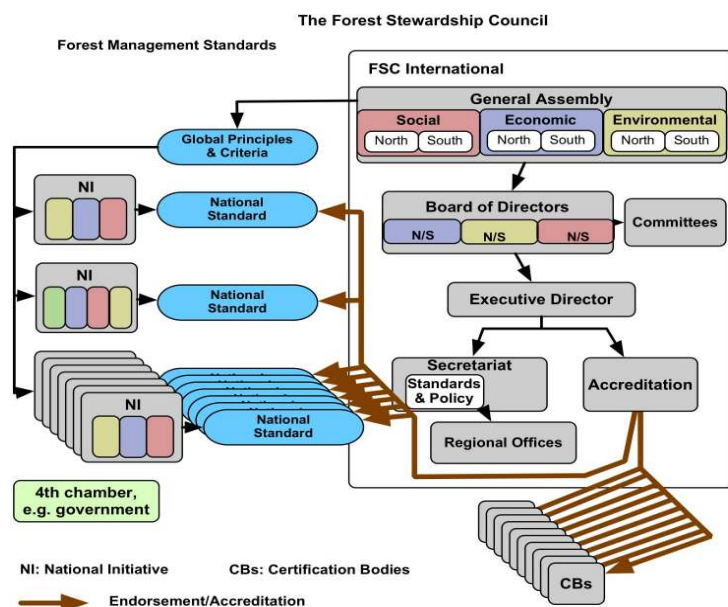 The Forest Stewardship Council
Forest Management Standards
FSC International
General Assembly
Social
Economic
Environmental
North
South
North
South
North
South
Global Principles
& Criteria
NI
National
Standard
Board of Directors
N/S
N/S
N/S
Committees
NI
National
Standard
Executive Director
Secretariat
Standards
& Policy
Accreditation
Regional Offices
NI
National
Standard
4th chamber,
e.g. government
CBs
NI: National Initiative
CBs: Certification Bodies
Endorsement/Accreditation